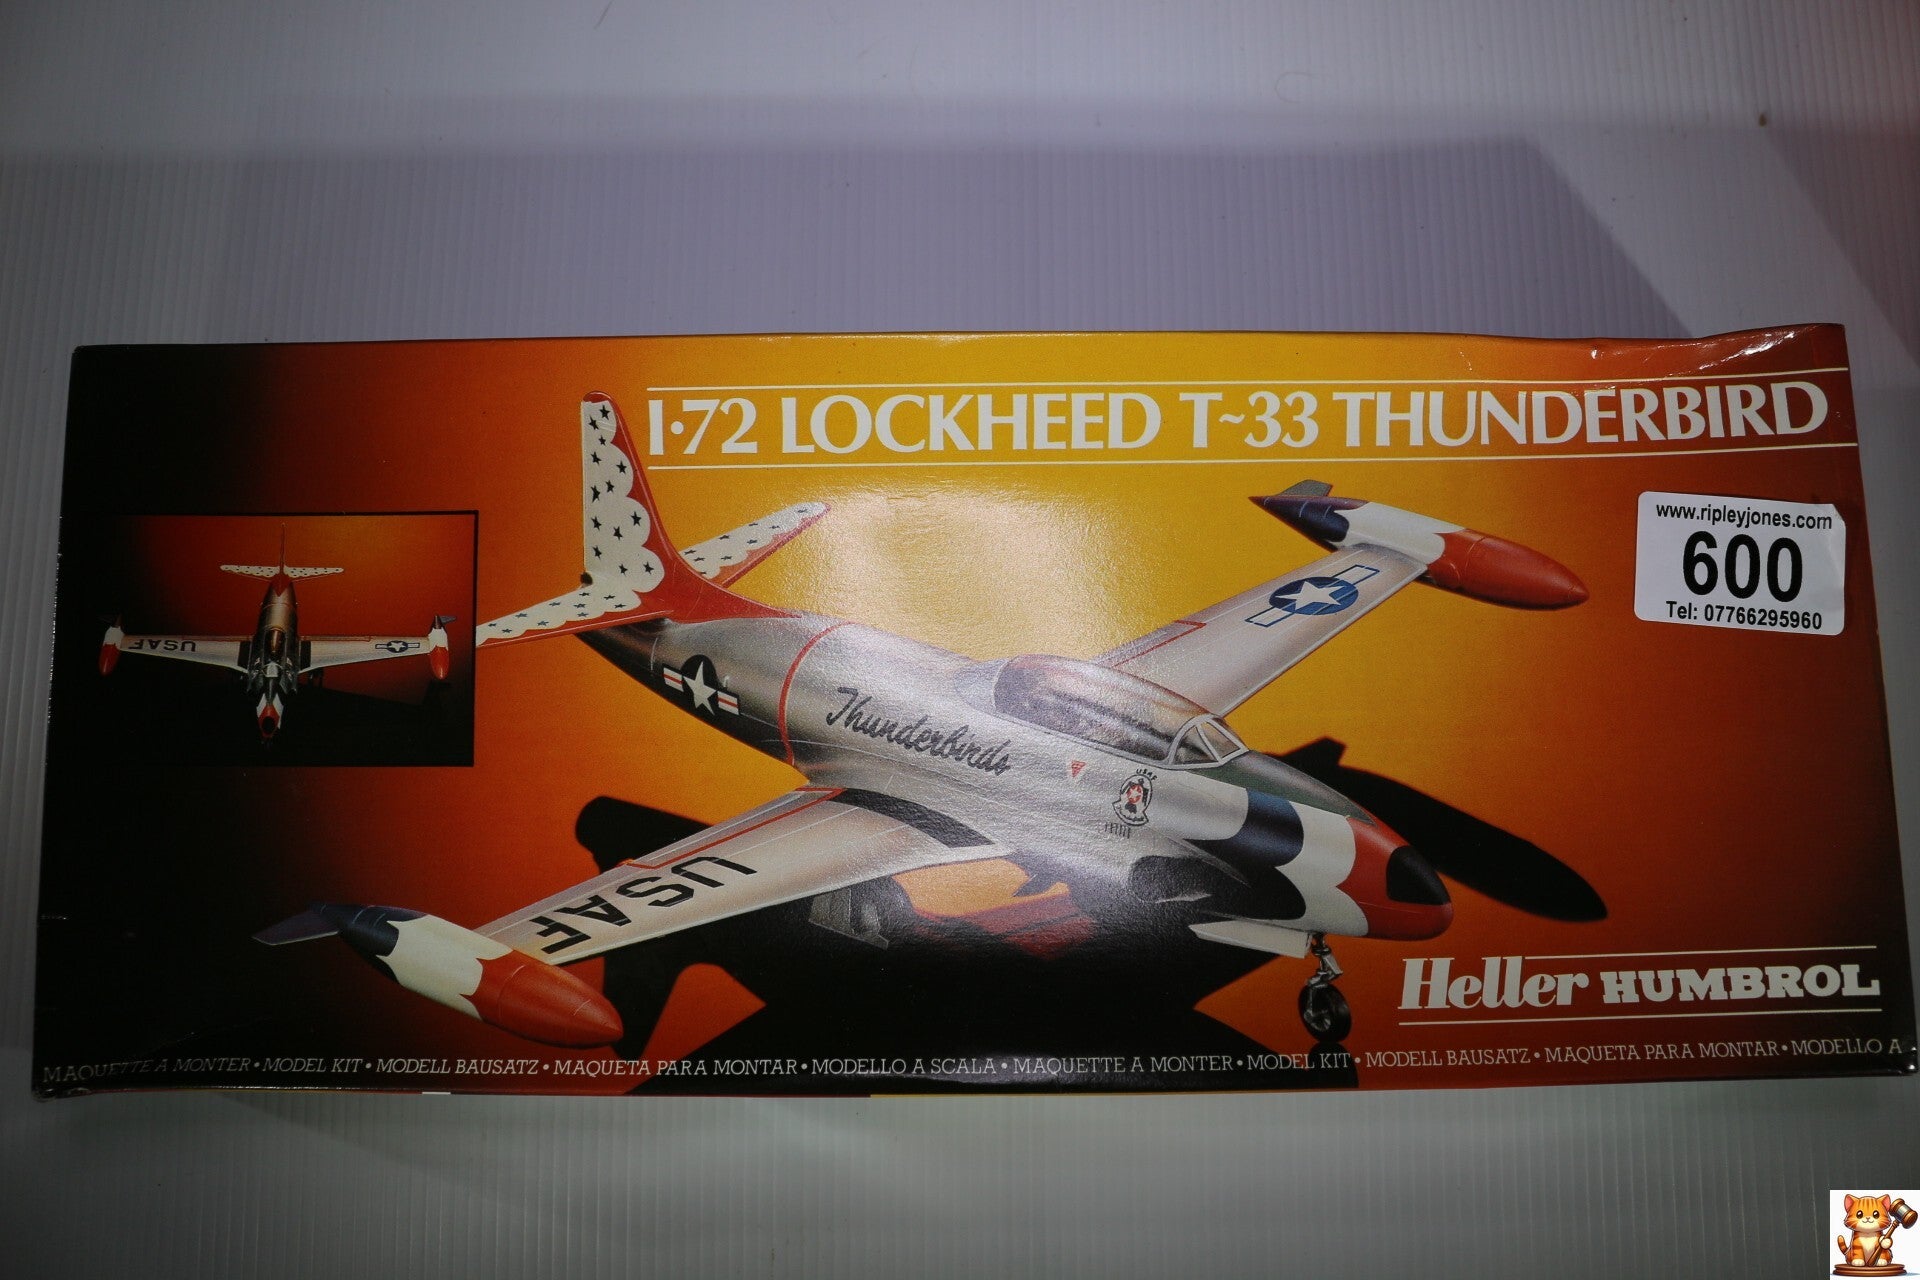 1·72 LOCKHEED T-33 THUNDERBIRD
www.ripleyjones.com
600
Tel: 07766295960
USAF
Thunderbirds
USAF
USAF
Heller HUMBROL
MAQUETTE A MONTER • MODEL KIT • MODELL BAUSATZ • MAQUETA PARA MONTAR • MODELLO A SCALA • MAQUETTE A MONTER • MODEL KIT • MODELL BAUSATZ • MAQUETA PARA MONTAR • MODELLO A